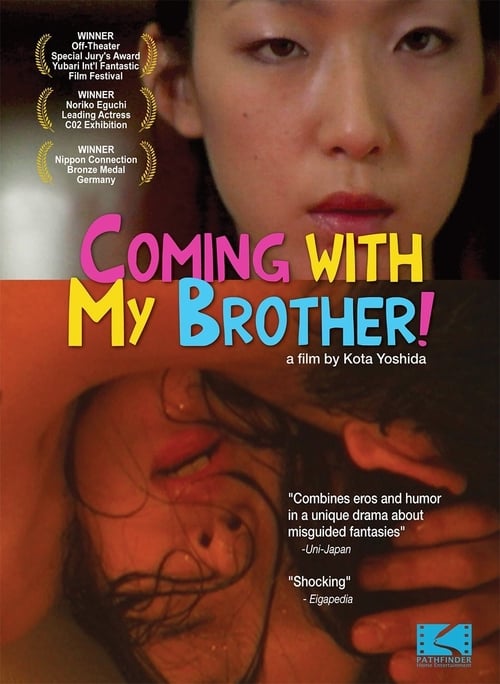 WINNER
Off-Theater
Special Jury's Award
Yubari Int'l Fantastic
Film Festival
WINNER
Noriko Eguchi
Leading Actress
C02 Exhibition
WINNER
Nippon Connection
Bronze Medal
Germany
COMING WITH
MY BROTHER!
a film by Kota Yoshida
"Combines eros and humor
in a unique drama about
misguided fantasies"
-Uni-Japan
"Shocking"
- Eigapedia
PATHFINDER
Home Entertainment